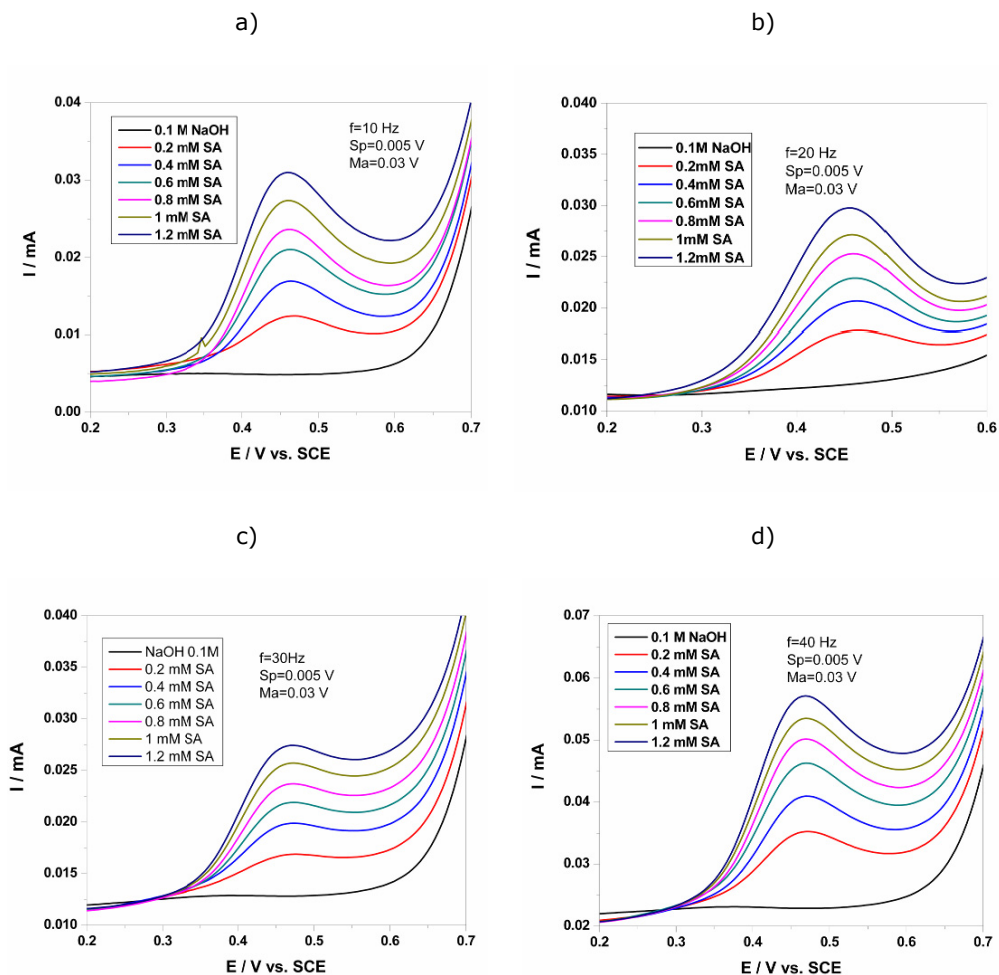 a)
0.04
0.03
0.02
0.01
0.00
I / mA
0.1 M NaOH
0.2 mM SA
0.4 mM SA
0.6 mM SA
0.8 mM SA
1 mM SA
1.2 mM SA
f=10 Hz
Sp=0.005 V
Ma=0.03 V
0.2 0.3 0.4 0.5 0.6 0.7
E / V vs. SCE
b)
0.040
0.035
0.030
0.025
0.020
0.015
0.010
I / mA
0.1M NaOH
0.2mM SA
0.4mM SA
0.6mM SA
0.8mM SA
1mM SA
1.2mM SA
f=20 Hz
Sp=0.005 V
Ma=0.03 V
0.2 0.3 0.4 0.5 0.6
E / V vs. SCE
c)
0.040
0.035
0.030
0.025
0.020
0.015
0.010
I / mA
NaOH 0.1M
0.2 mM SA
0.4 mM SA
0.6 mM SA
0.8 mM SA
1 mM SA
1.2 mM SA
f=30Hz
Sp=0.005 V
Ma=0.03 V
0.2 0.3 0.4 0.5 0.6 0.7
E / V vs. SCE
d)
0.07
0.06
0.05
0.04
0.03
0.02
I / mA
0.1 M NaOH
0.2 mM SA
0.4 mM SA
0.6 mM SA
0.8 mM SA
1 mM SA
1.2 mM SA
f=40 Hz
Sp=0.005 V
Ma=0.03 V
0.2 0.3 0.4 0.5 0.6 0.7
E / V vs. SCE